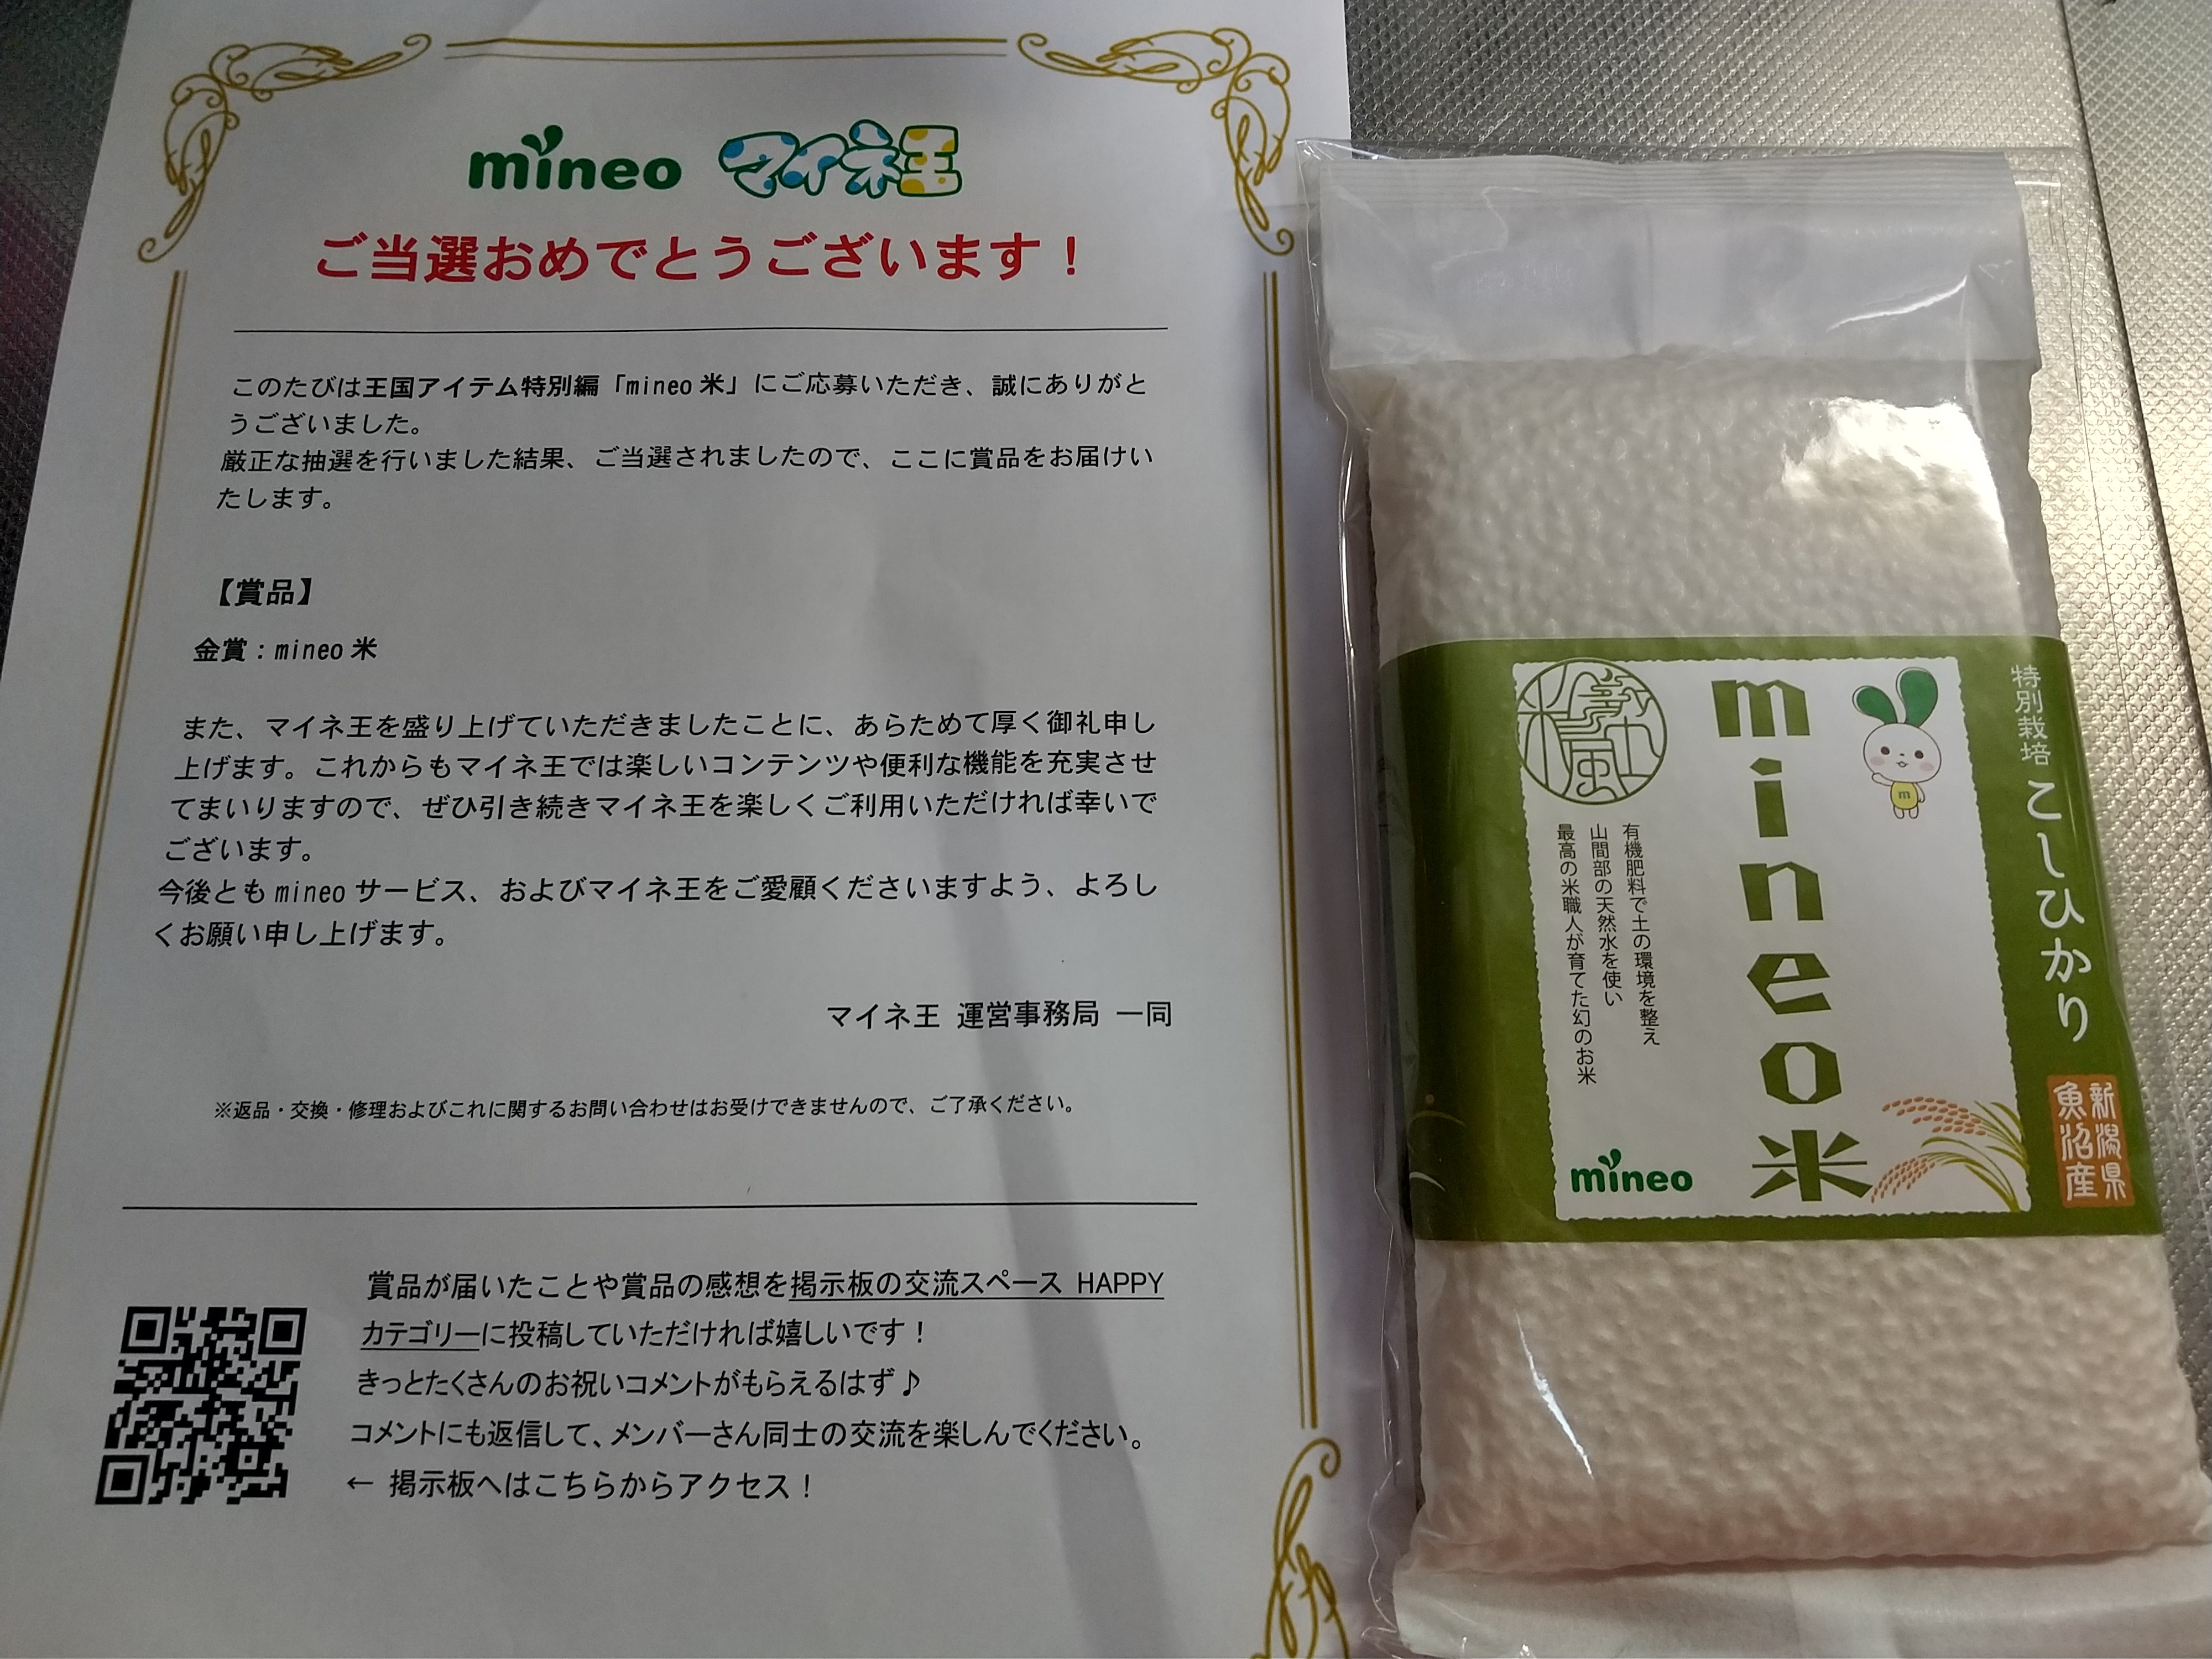 mineo マイネ王
ご当選おめでとうございます！
このたびは王国アイテム特別編「mineo 米」にご応募いただき、誠にありがと
うございました。
厳正な抽選を行いました結果、ご当選されましたので、ここに賞品をお届けい
たします。
【賞品】
金賞：mineo 米
また、マイネ王を盛り上げていただきましたことに、あらためて厚く御礼申し
上げます。これからもマイネ王では楽しいコンテンツや便利な機能を充実させ
てまいりますので、ぜひ引き続きマイネ王を楽しくご利用いただければ幸いで
ございます。
今後とも mineo サービス、およびマイネ王をご愛顧くださいますよう、よろし
くお願い申し上げます。
マイネ王 運営事務局 一同
※返品・交換・修理およびこれに関するお問い合わせはお受けできませんので、ご了承ください。
賞品が届いたことや賞品の感想を掲示板の交流スペース HAPPY
カテゴリーに投稿していただければ嬉しいです！
きっとたくさんのお祝いコメントがもらえるはず♪
コメントにも返信して、メンバーさん同士の交流を楽しんでください。
← 掲示板へはこちらからアクセス！
特別栽培 こしひかり
新潟県
魚沼産
m
mineo米
有機肥料で土の環境を整え
山間部の天然水を使い
最高の米職人が育てた幻のお米
mineo